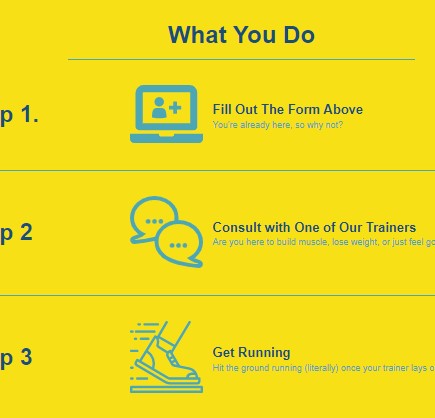 What You Do
p 1.
Fill Out The Form Above
You're already here, so why not?
p 2
Consult with One of Our Trainers
Are you here to build muscle, lose weight, or just feel go
p 3
Get Running
Hit the ground running (literally) once your trainer lays o